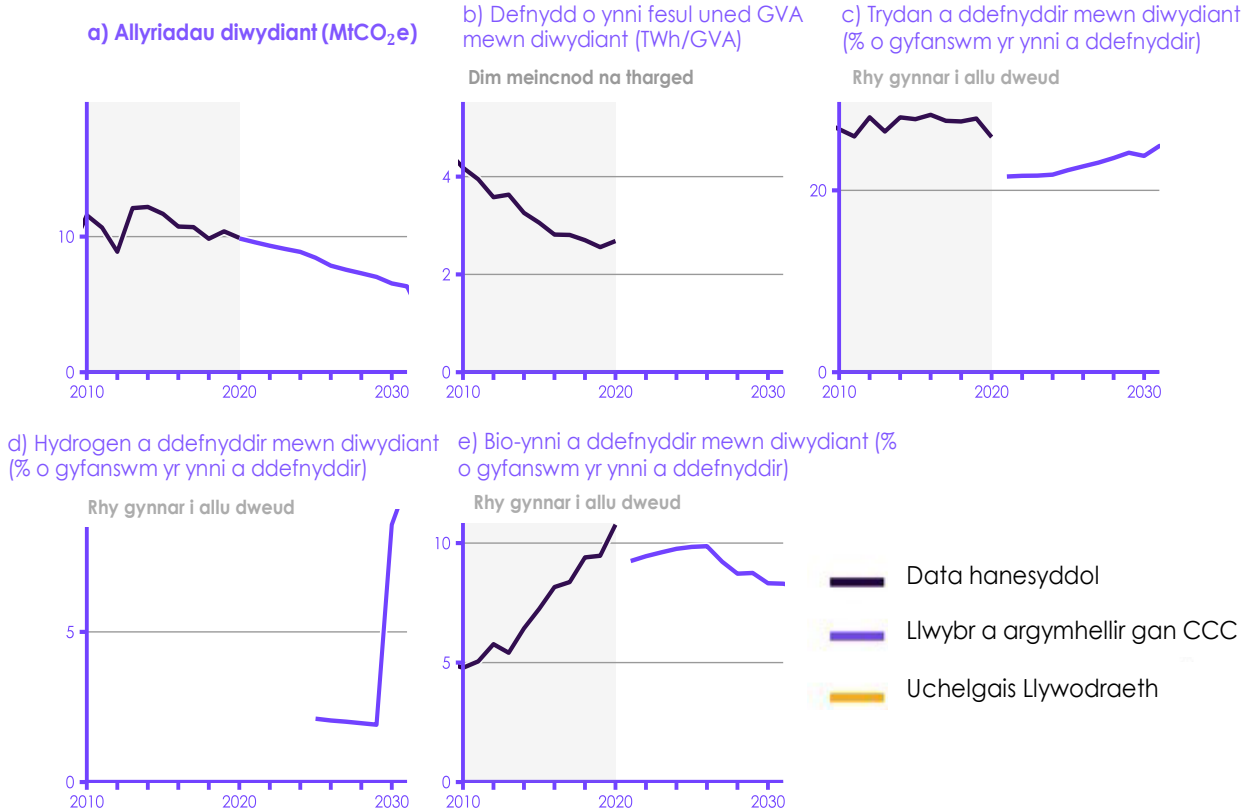 a) Allyriadau diwydiant (MtCO₂e)
10
0
2010
2020
2030
b) Defnydd o ynni fesul uned GVA
mewn diwydiant (TWh/GVA)
Dim meincnod na tharged
4
2
0
2010
2020
2030
c) Trydan a ddefnyddir mewn diwydiant
(% o gyfanswm yr ynni a ddefnyddir)
Rhy gynnar i allu dweud
20
0
2010
2020
2030
d) Hydrogen a ddefnyddir mewn diwydiant
(% o gyfanswm yr ynni a ddefnyddir)
Rhy gynnar i allu dweud
5
0
2010
2020
2030
e) Bio-ynni a ddefnyddir mewn diwydiant (%
o gyfanswm yr ynni a ddefnyddir)
Rhy gynnar i allu dweud
10
5
0
2010
2020
2030
Data hanesyddol
Llwybr a argymhellir gan CCC
Uchelgais Llywodraeth